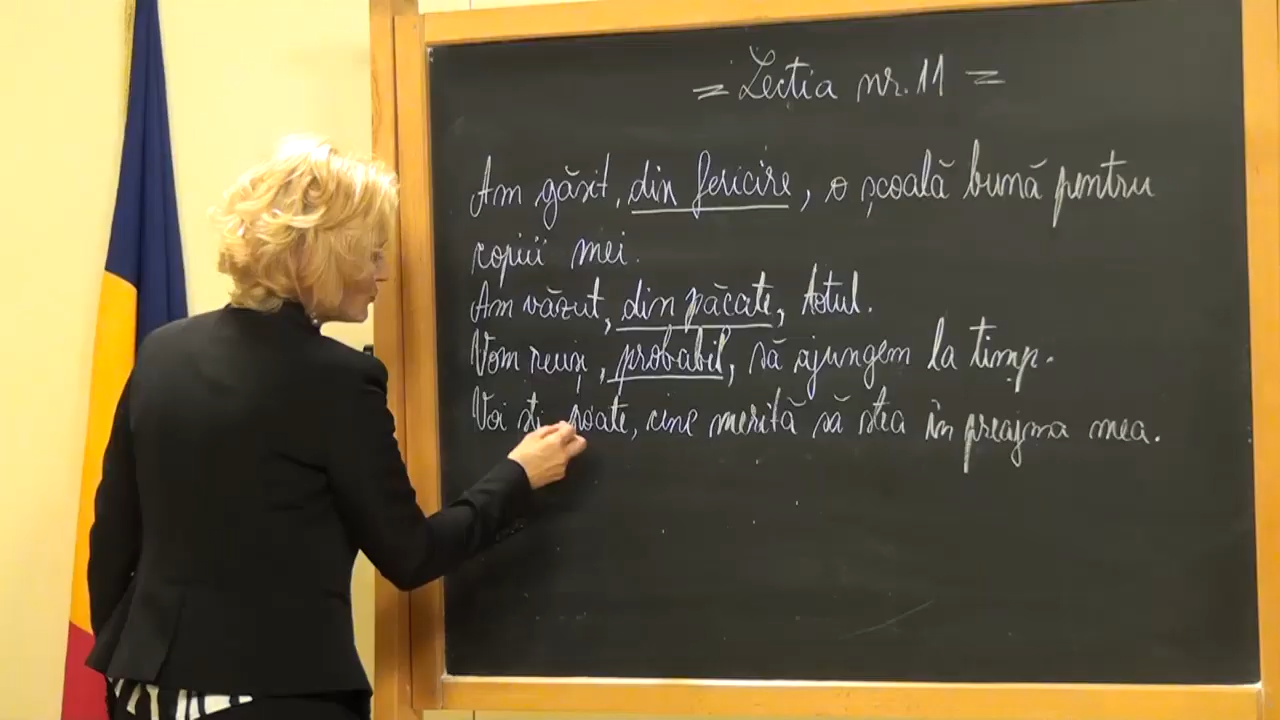 = Lectia nr. 11 =
Am găsit, din fericire, o școală bună pentru
copiii mei.
Am văzut, din păcate, totul.
Vom reuși, probabil, să ajungem la timp.
Voi ști, poate, cine merită să stea în preajma mea.